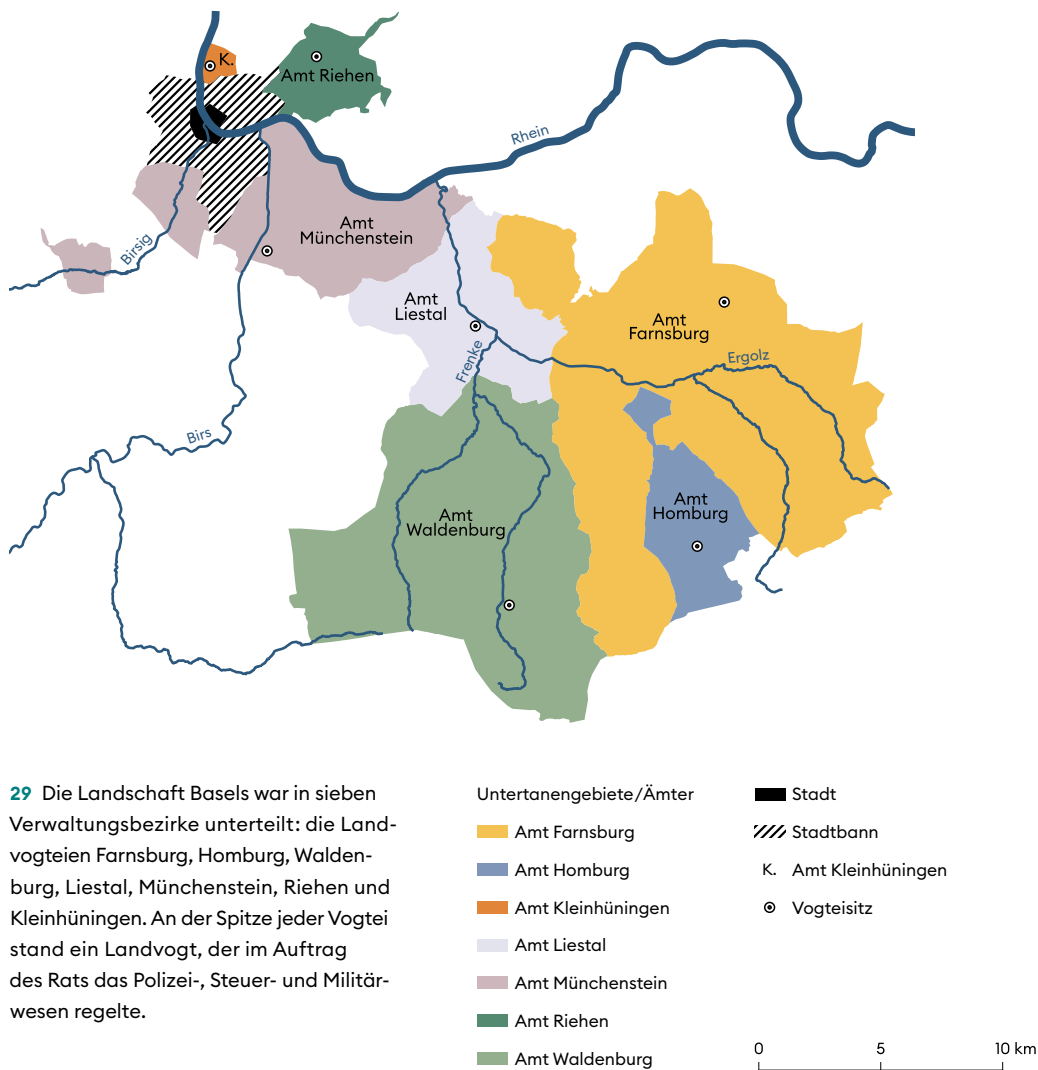 K.
Amt Riehen
Rhein
Amt
Münchenstein
Birsig
Amt
Liestal
Amt
Farnsburg
Frenke
Ergolz
Birs
Amt
Homburg
Amt
Waldenburg
29 Die Landschaft Basels war in sieben
Verwaltungsbezirke unterteilt: die Land-
vogteien Farnsburg, Homburg, Walden-
burg, Liestal, Münchenstein, Riehen und
Kleinhüningen. An der Spitze jeder Vogtei
stand ein Landvogt, der im Auftrag
des Rats das Polizei-, Steuer- und Militär-
wesen regelte.
Untertanengebiete/Ämter
Amt Farnsburg
Amt Homburg
Amt Kleinhüningen
Amt Liestal
Amt Münchenstein
Amt Riehen
Amt Waldenburg
Stadt
Stadtbann
K. Amt Kleinhüningen
Vogteisitz
0 5 10 km